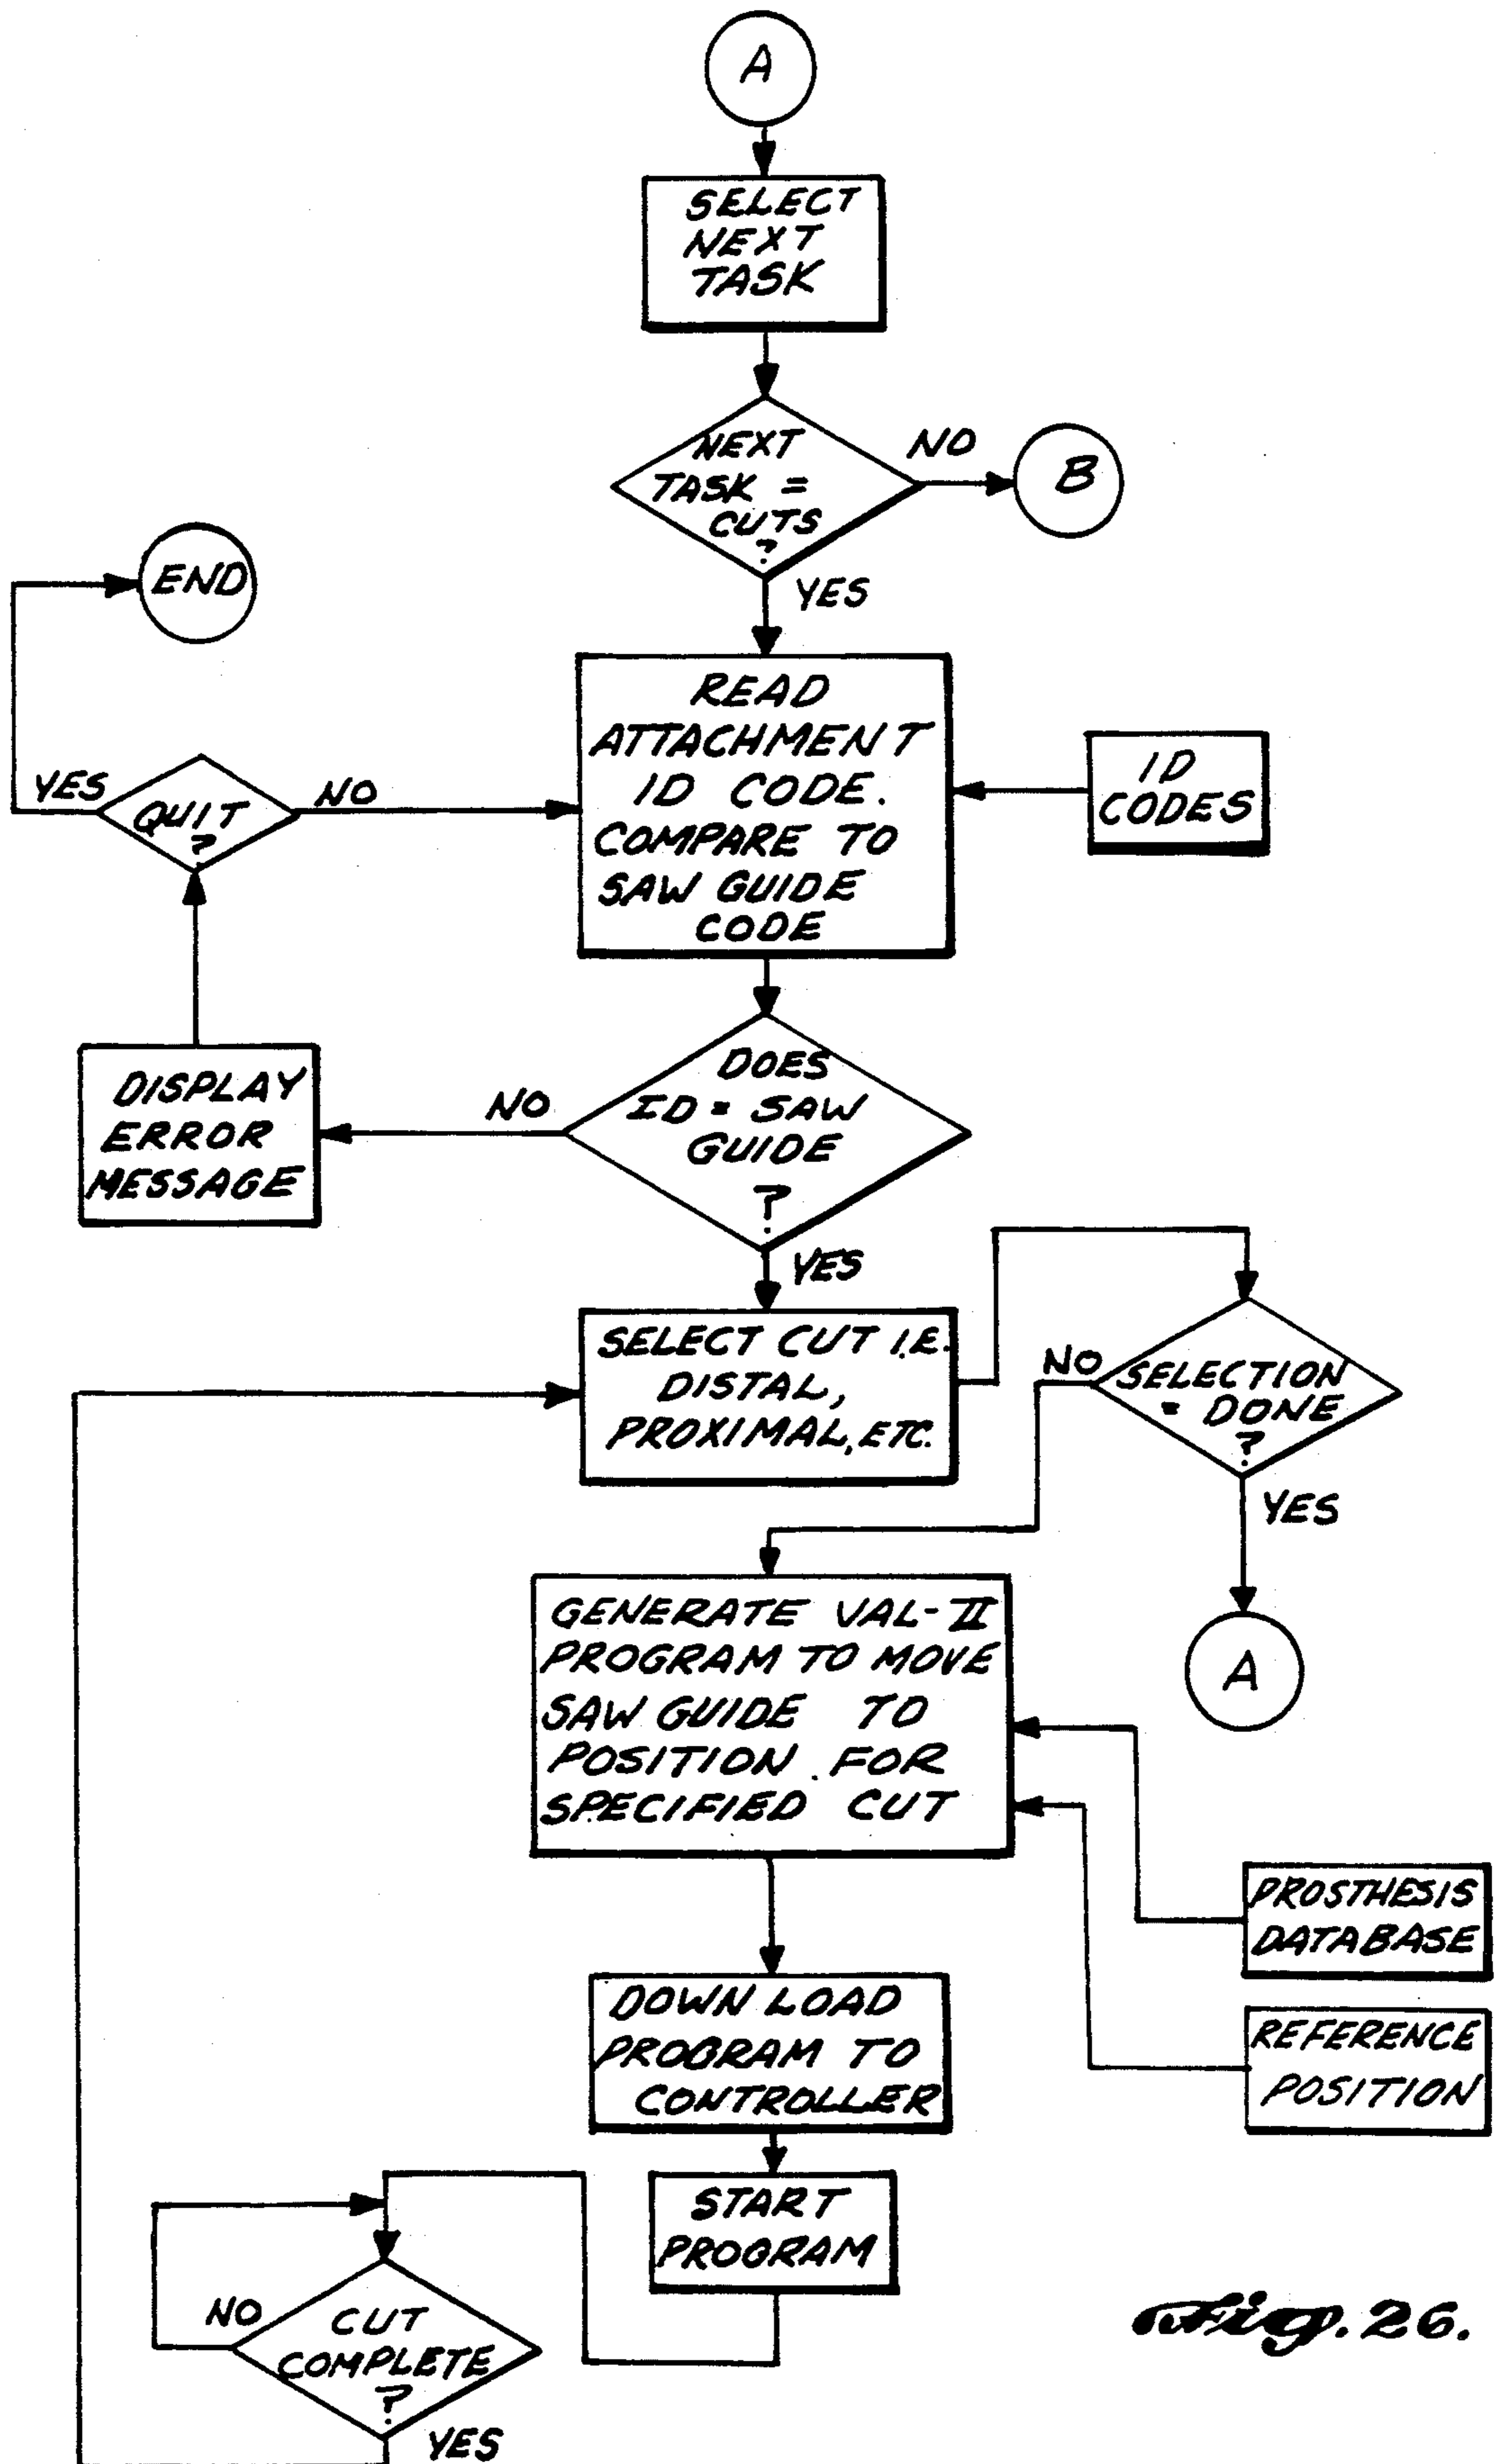 A
SELECT
NEXT
TASK
NEXT
TASK =
CUTS
?
NO
B
YES
END
READ
ATTACHMENT
ID CODE.
COMPARE TO
SAW GUIDE
CODE
ID
CODES
YES
QUIT
?
NO
DOES
ID = SAW
GUIDE
?
NO
DISPLAY
ERROR
MESSAGE
YES
SELECT CUT I.E.
DISTAL,
PROXIMAL, ETC.
NO
SELECTION
= DONE
?
YES
A
GENERATE VAL-II
PROGRAM TO MOVE
SAW GUIDE TO
POSITION FOR
SPECIFIED CUT
PROSTHESIS
DATABASE
REFERENCE
POSITION
DOWN LOAD
PROGRAM TO
CONTROLLER
START
PROGRAM
NO
CUT
COMPLETE
?
YES
Fig. 26.